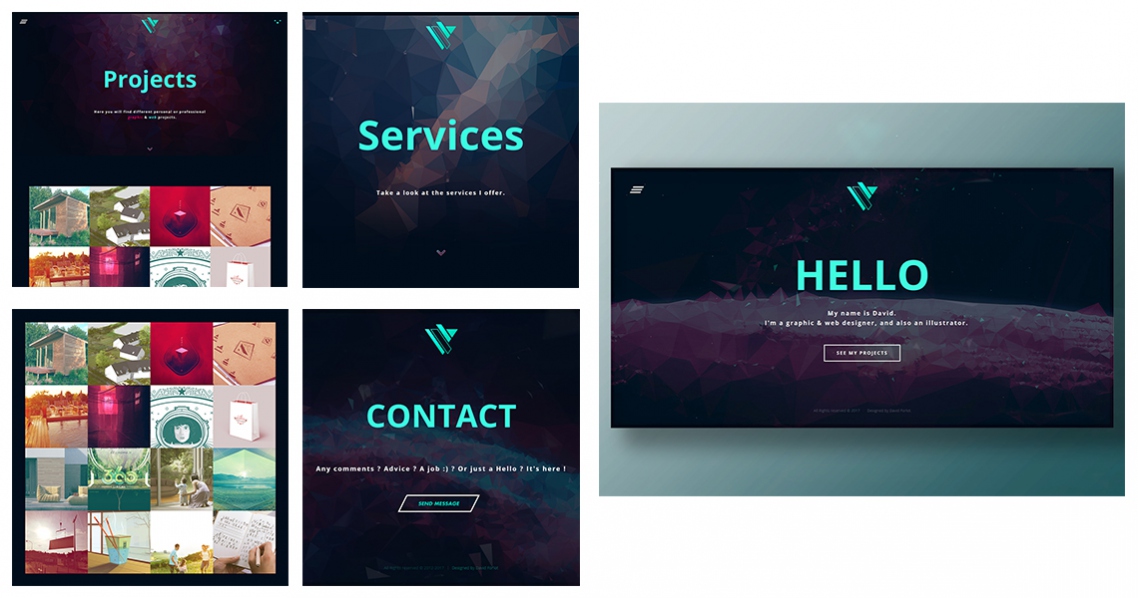 Projects
Here you will find different personal or professional
graphic & web projects.
Services
Take a look at the services I offer.
CONTACT
Any comments ? Advice ? A job :) ? Or just a Hello ? It's here !
SEND MESSAGE
HELLO
My name is David.
I'm a graphic & web designer, and also an illustrator.
SEE MY PROJECTS